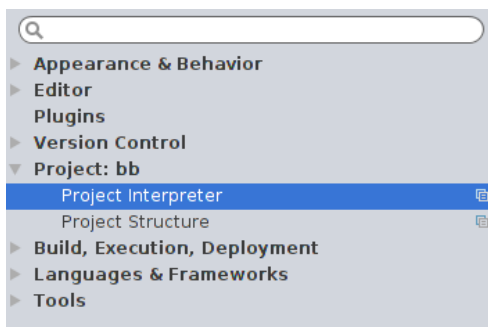 Appearance & Behavior
Editor
Plugins
Version Control
Project: bb
Project Interpreter
Project Structure
Build, Execution, Deployment
Languages & Frameworks
Tools